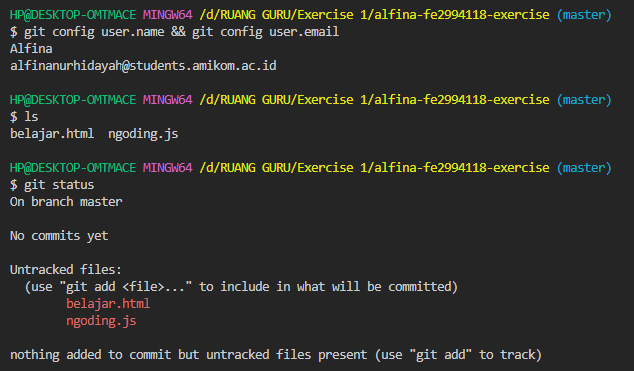 HP@DESKTOP-OMTMACE MINGW64 /d/RUANG GURU/Exercise 1/alfina-fe2994118-exercise (master)
$ git config user.name && git config user.email
Alfina
alfinanurhidayah@students.amikom.ac.id
HP@DESKTOP-OMTMACE MINGW64 /d/RUANG GURU/Exercise 1/alfina-fe2994118-exercise (master)
$ ls
belajar.html  ngoding.js
HP@DESKTOP-OMTMACE MINGW64 /d/RUANG GURU/Exercise 1/alfina-fe2994118-exercise (master)
$ git status
On branch master
No commits yet
Untracked files:
  (use "git add <file>..." to include in what will be committed)
        belajar.html
        ngoding.js
nothing added to commit but untracked files present (use "git add" to track)